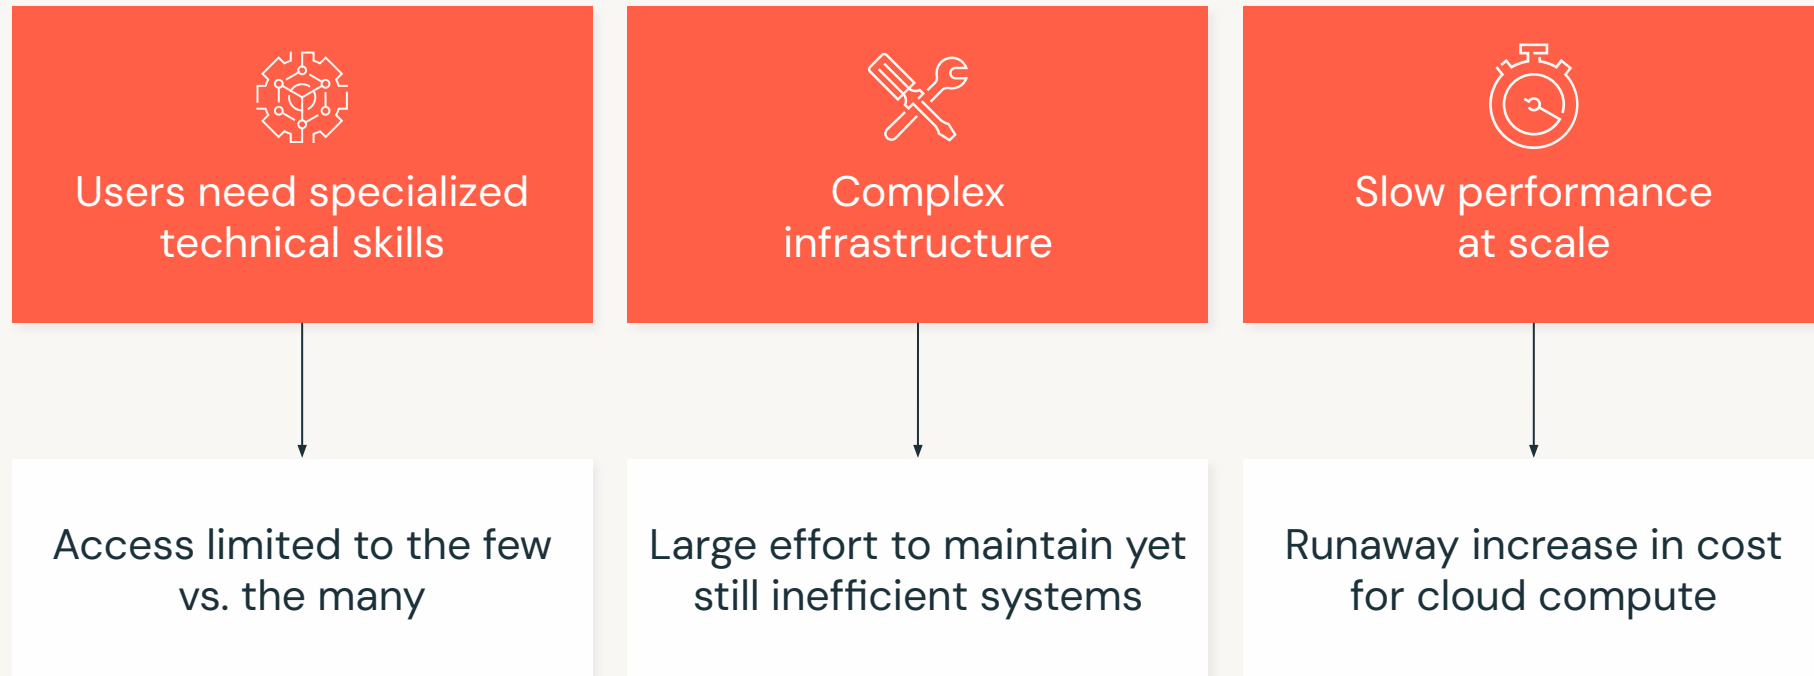 Users need specialized
technical skills
Complex
infrastructure
Slow performance
at scale
Access limited to the few
vs. the many
Large effort to maintain yet
still inefficient systems
Runaway increase in cost
for cloud compute